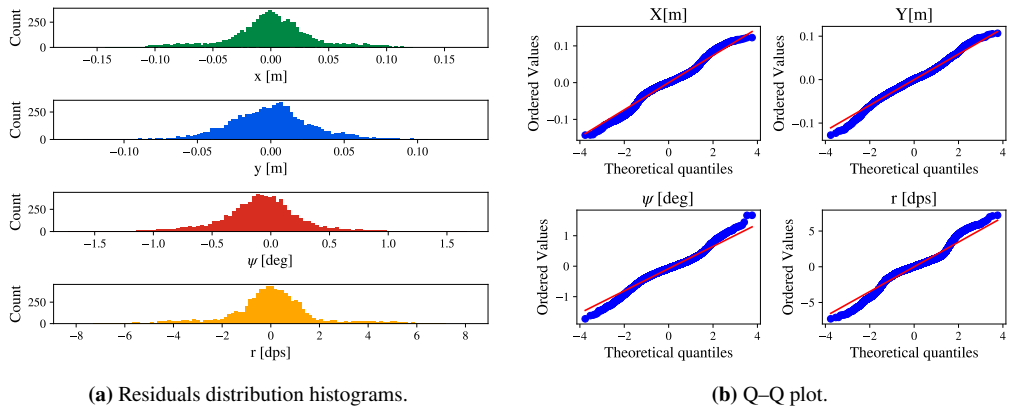 Count
250
0
−0.15 −0.10 −0.05 0.00 0.05 0.10 0.15
x [m]
Count
250
0
−0.10 −0.05 0.00 0.05 0.10
y [m]
Count
250
0
−1.5 −1.0 −0.5 0.0 0.5 1.0 1.5
ψ [deg]
Count
250
0
−8 −6 −4 −2 0 2 4 6 8
r [dps]
(a) Residuals distribution histograms.
X[m]
Ordered Values
0.1
0.0
−0.1
−4 −2 0 2 4
Theoretical quantiles
Y[m]
Ordered Values
0.1
0.0
−0.1
−4 −2 0 2 4
Theoretical quantiles
ψ [deg]
Ordered Values
1
0
−1
−4 −2 0 2 4
Theoretical quantiles
r [dps]
Ordered Values
5
0
−5
−4 −2 0 2 4
Theoretical quantiles
(b) Q–Q plot.